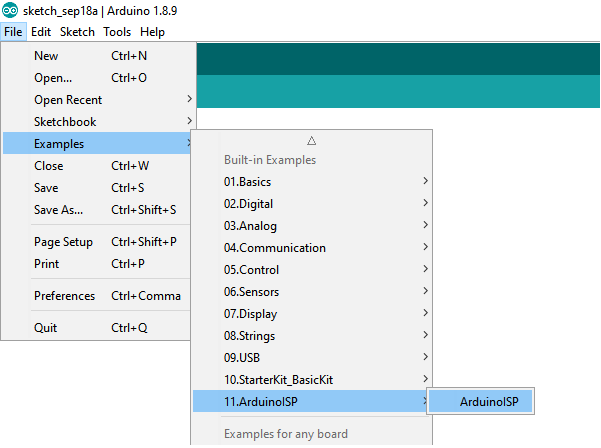 sketch_sep18a | Arduino 1.8.9
File Edit Sketch Tools Help
New Ctrl+N
Open... Ctrl+O
Open Recent
Sketchbook
Examples
Close Ctrl+W
Save Ctrl+S
Save As... Ctrl+Shift+S
Page Setup Ctrl+Shift+P
Print Ctrl+P
Preferences Ctrl+Comma
Quit Ctrl+Q
Built-in Examples
01.Basics
02.Digital
03.Analog
04.Communication
05.Control
06.Sensors
07.Display
08.Strings
09.USB
10.StarterKit_BasicKit
11.ArduinoISP
ArduinoISP
Examples for any board